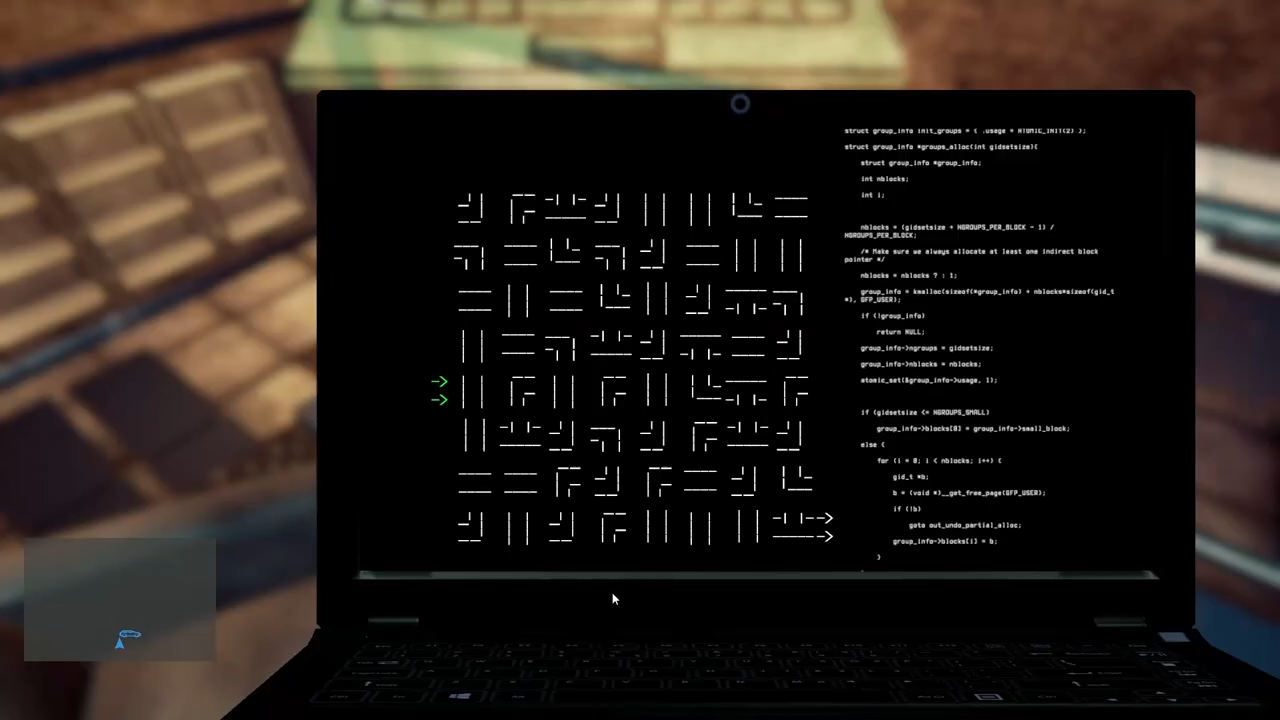 struct group_info init_groups = { .usage = ATOMIC_INIT(2) };
struct group_info *groups_alloc(int gidsetsize){
struct group_info *group_info;
int nblocks;
int i;
nblocks = (gidsetsize + NGROUPS_PER_BLOCK - 1) /
NGROUPS_PER_BLOCK;
/* Make sure we always allocate at least one indirect block
pointer */
nblocks = nblocks ? : 1;
group_info = kmalloc(sizeof(*group_info) + nblocks*sizeof(gid_t
*), GFP_USER);
if (!group_info)
return NULL;
group_info->ngroups = gidsetsize;
group_info->nblocks = nblocks;
atomic_set(&group_info->usage, 1);
if (gidsetsize <= NGROUPS_SMALL)
group_info->blocks[0] = group_info->small_block;
else {
for (i = 0; i < nblocks; i++) {
gid_t *b;
b = (void *)__get_free_page(GFP_USER);
if (!b)
goto out_undo_partial_alloc;
group_info->blocks[i] = b;
}